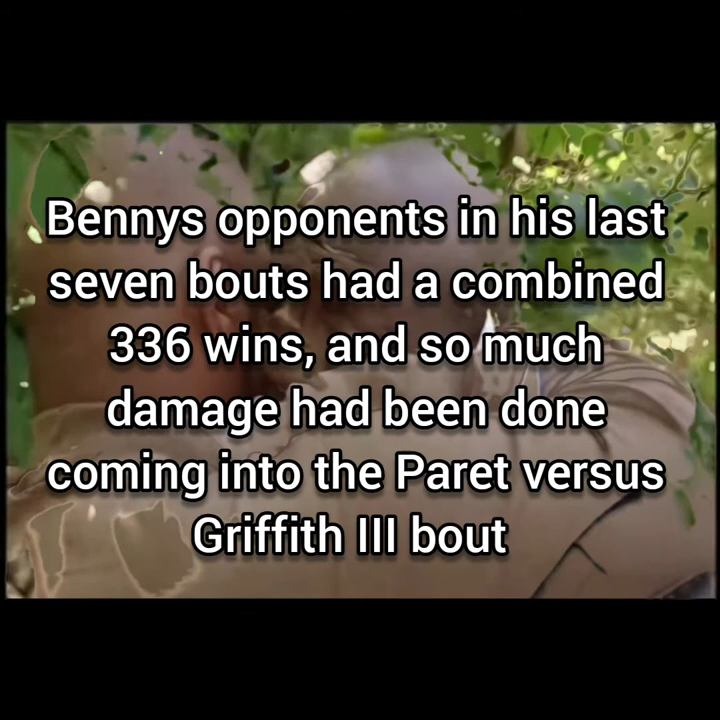 Bennys opponents in his last
seven bouts had a combined
336 wins, and so much
damage had been done
coming into the Paret versus
Griffith III bout